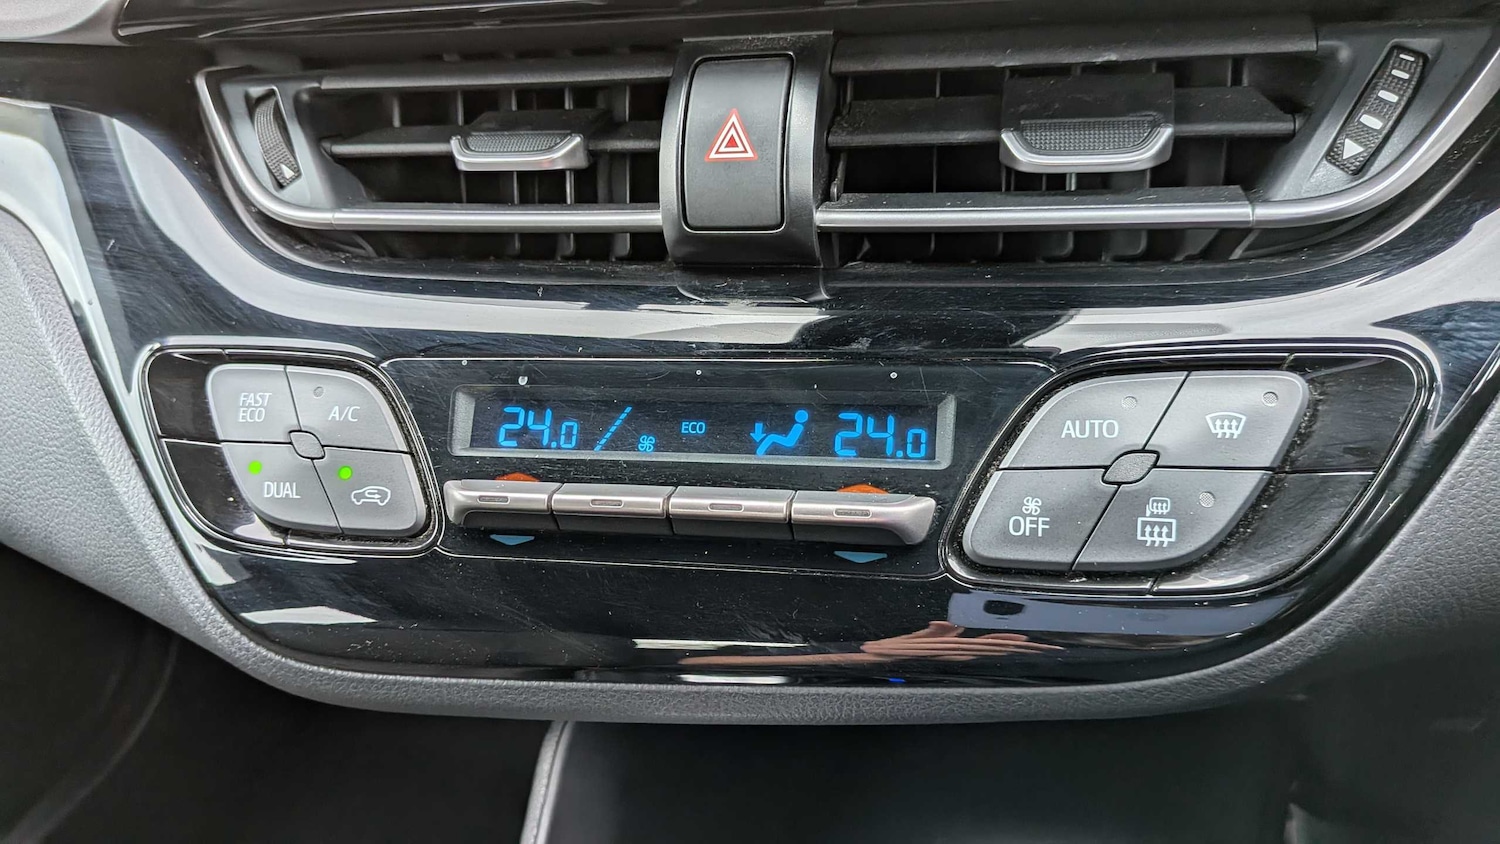 FAST
ECO
A/C
DUAL
24.0
ECO
24.0
AUTO
OFF